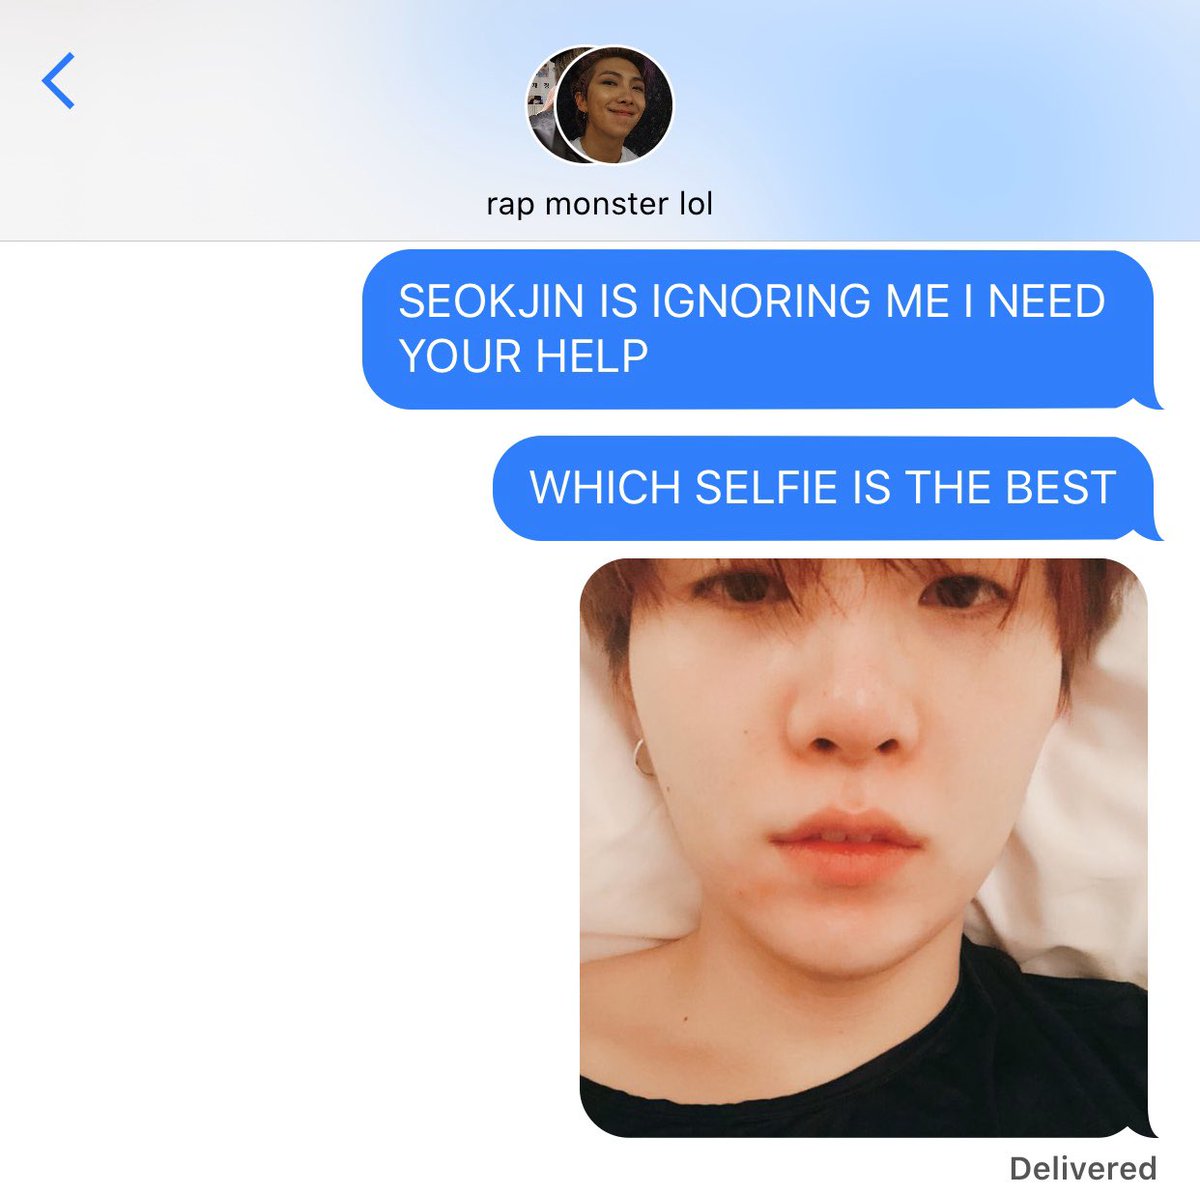 rap monster lol
SEOKJIN IS IGNORING ME I NEED
YOUR HELP
WHICH SELFIE IS THE BEST
Delivered